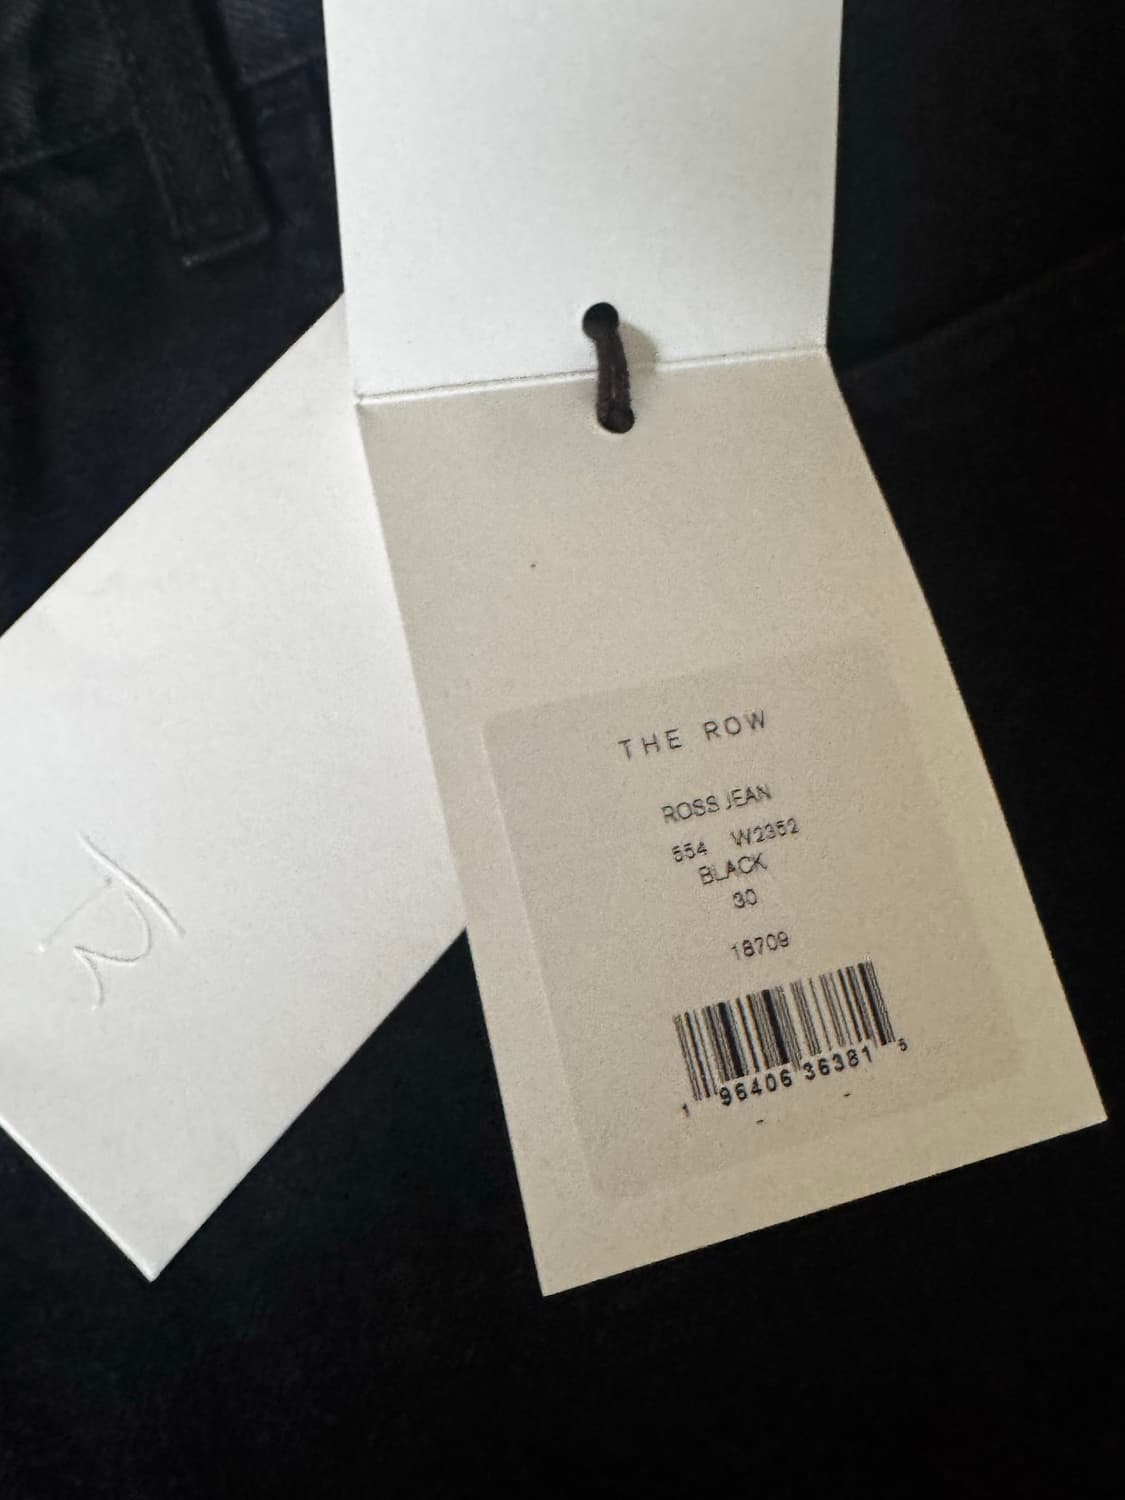 THE ROW
ROSS JEAN
554 W2352
BLACK
30
18709
1 96406 36381 5